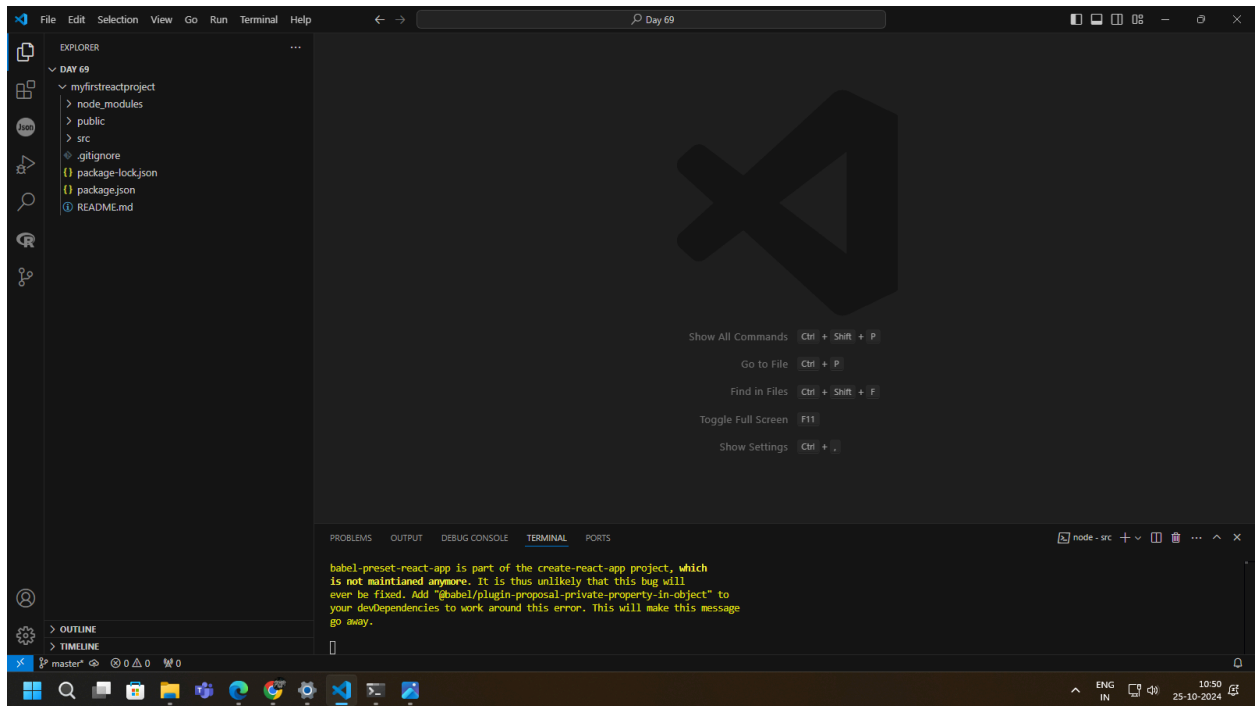 File Edit Selection View Go Run Terminal Help
Day 69
EXPLORER
DAY 69
myfirstreactproject
node_modules
public
src
.gitignore
package-lock.json
package.json
README.md
Json
R
Show All Commands Ctrl + Shift + P
Go to File Ctrl + P
Find in Files Ctrl + Shift + F
Toggle Full Screen F11
Show Settings Ctrl + ,
PROBLEMS OUTPUT DEBUG CONSOLE TERMINAL PORTS
node - src
babel-preset-react-app is part of the create-react-app project, which
is not maintianed anymore. It is thus unlikely that this bug will
ever be fixed. Add "@babel/plugin-proposal-private-property-in-object" to
your devDependencies to work around this error. This will make this message
go away.
OUTLINE
TIMELINE
master* 0 0 0
ENG
IN
10:50
25-10-2024